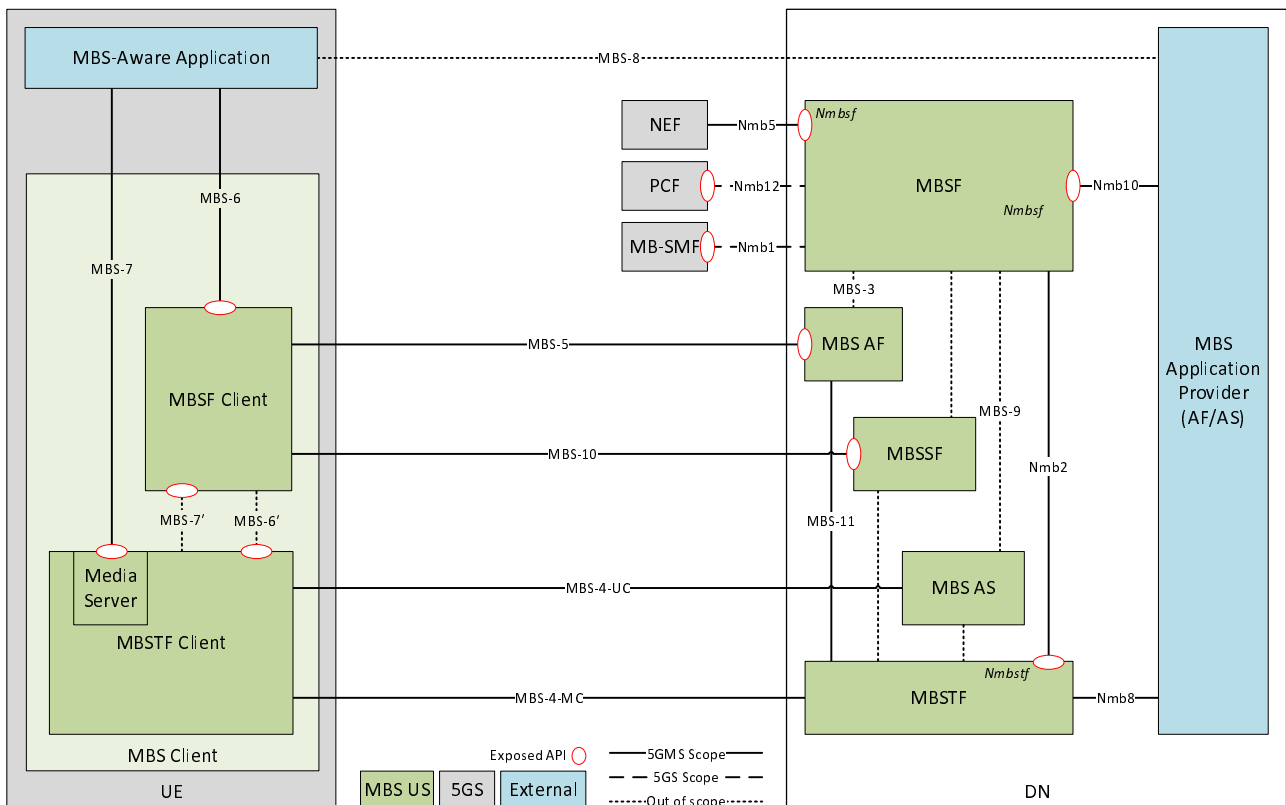 MBS-Aware Application
MBS-8
NEF
Nmb5
Nmbsf
PCF
Nmb12
MBSF
Nmb10
Nmbsf
MB-SMF
Nmb1
MBS-6
MBS-7
MBS-3
MBS-5
MBS AF
MBS
Application
Provider
(AF/AS)
MBSF Client
MBS-9
MBS-10
MBSSF
Nmb2
MBS-7’
MBS-6’
MBS-11
Media
Server
MBS-4-UC
MBS AS
MBSTF Client
Nmbstf
MBS-4-MC
MBSTF
Nmb8
MBS Client
Exposed API
5GMS Scope
5GS Scope
Out of scope
MBS US
5GS
External
UE
DN